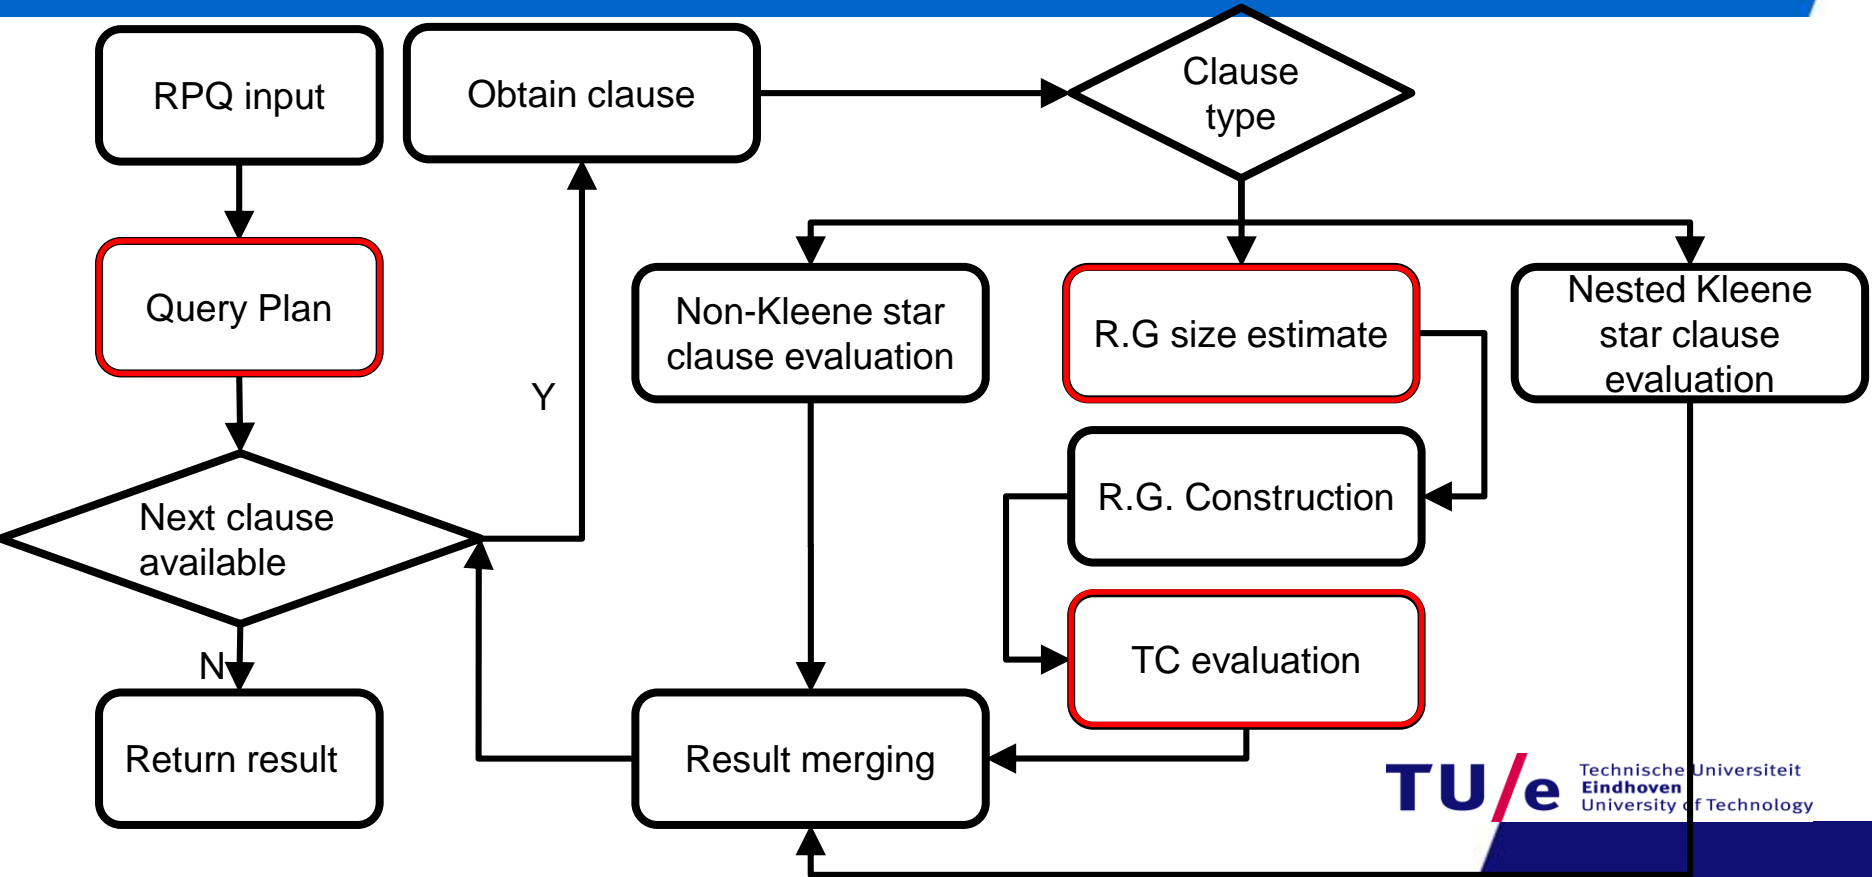 RPQ input
Obtain clause
Clause
type
Query Plan
Non-Kleene star
clause evaluation
R.G size estimate
Nested Kleene
star clause
evaluation
Y
R.G. Construction
Next clause
available
N
TC evaluation
Return result
Result merging
TU/e
Technische Universiteit
Eindhoven
University of Technology